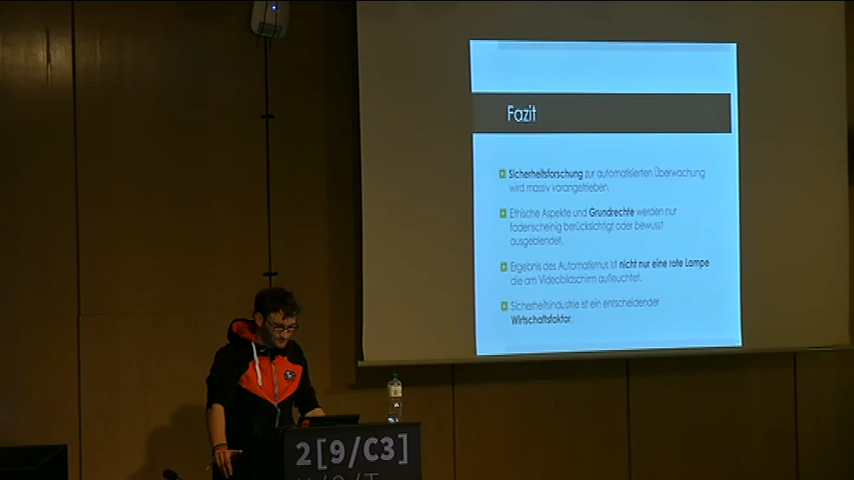 Fazit
Sicherheitsforschung zur automatisierten Überwachung
wird massiv vorangetrieben.
Ethische Aspekte und Grundrechte werden nur
fadenscheinig berücksichtigt oder bewusst
ausgeblendet.
Ergebnis des Automatismus ist nicht nur eine rote Lampe
die am Videobildschirm aufleuchtet.
Sicherheitsindustrie ist ein entscheidender
Wirtschaftsfaktor.
2[9/C3]